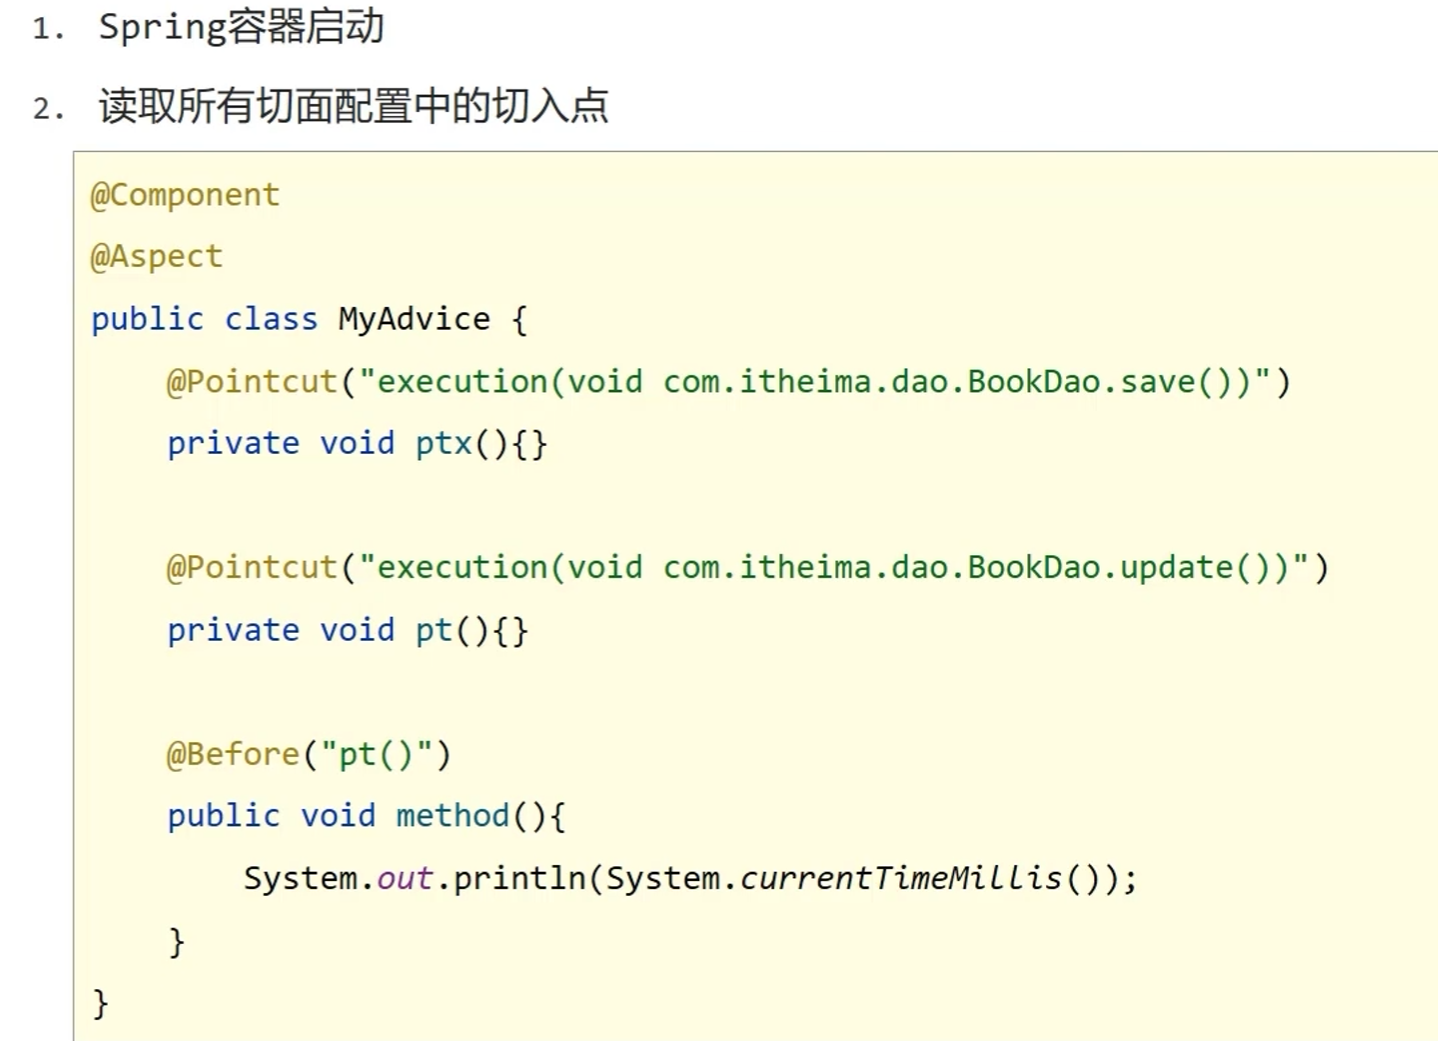 1. Spring容器启动
2. 读取所有切面配置中的切入点
@Component
@Aspect
public class MyAdvice {
    @Pointcut("execution(void com.itheima.dao.BookDao.save())")
    private void ptx(){}
    @Pointcut("execution(void com.itheima.dao.BookDao.update())")
    private void pt(){}
    @Before("pt()")
    public void method(){
        System.out.println(System.currentTimeMillis());
    }
}